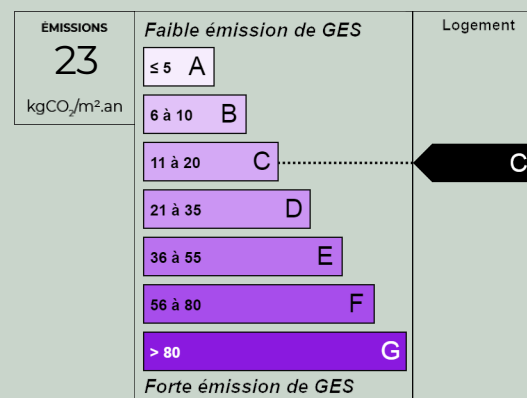 ÉMISSIONS
23
kgCO₂/m².an
Faible émission de GES
≤ 5 A
6 à 10 B
11 à 20 C
21 à 35 D
36 à 55 E
56 à 80 F
> 80 G
Forte émission de GES
Logement
C